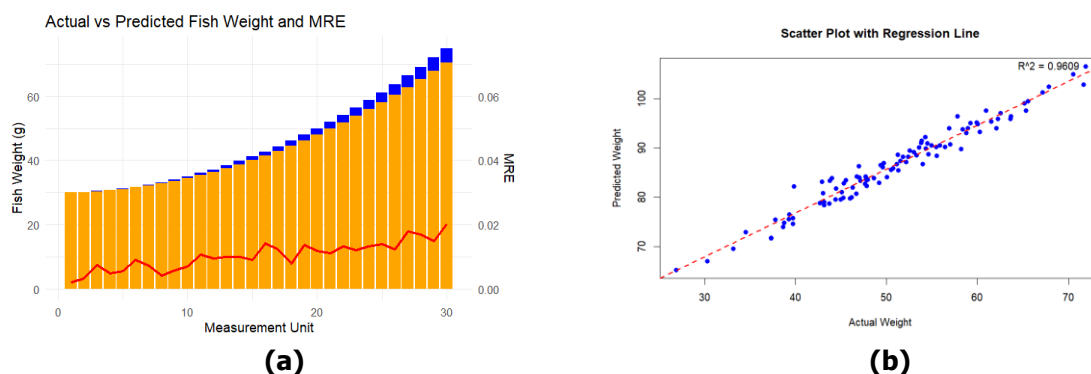 Actual vs Predicted Fish Weight and MRE
Fish Weight (g)
60
40
20
0
0.06
0.04
0.02
0.00
MRE
0
10
20
30
Measurement Unit
(a)
Scatter Plot with Regression Line
R^2 = 0.9609
Predicted Weight
100
90
80
70
30
40
50
60
70
Actual Weight
(b)